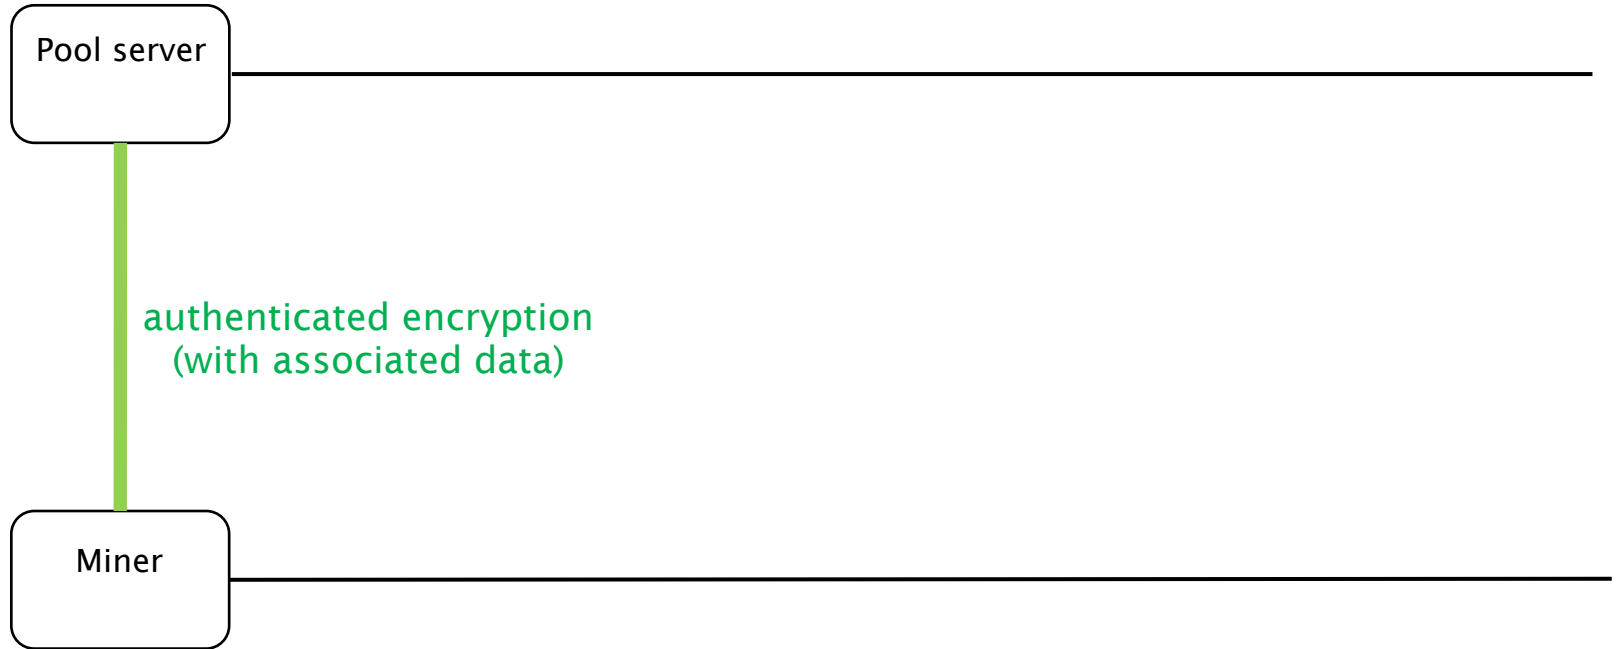 Pool server
authenticated encryption
(with associated data)
Miner